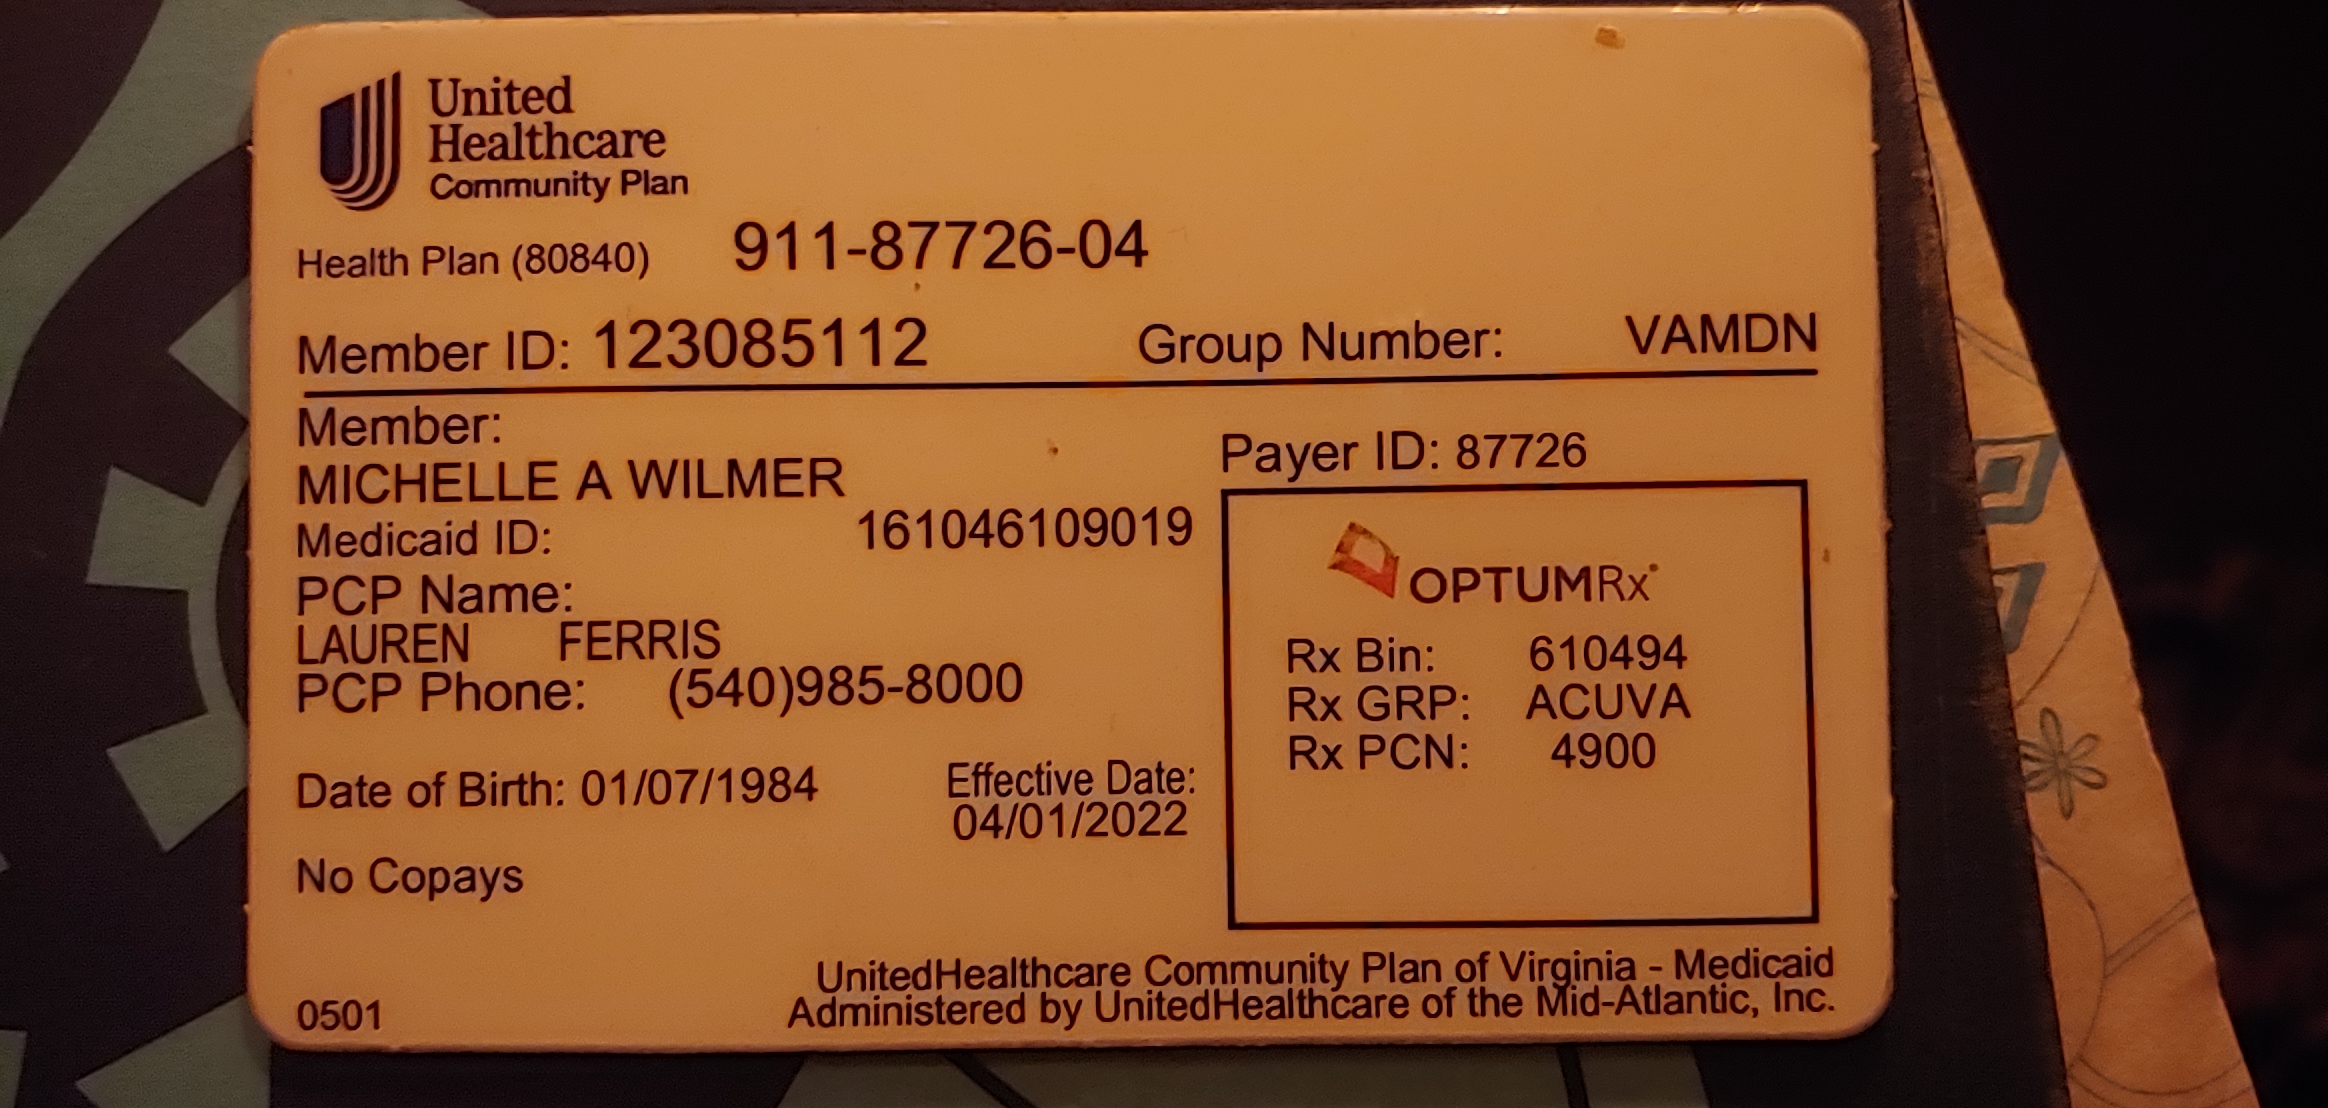 United
Healthcare
Community Plan
Health Plan (80840) 911-87726-04
Member ID: 123085112 Group Number: VAMDN
Member:
MICHELLE A WILMER
Medicaid ID: 161046109019
PCP Name:
LAUREN FERRIS
PCP Phone: (540)985-8000
Date of Birth: 01/07/1984
Effective Date:
04/01/2022
No Copays
Payer ID: 87726
OPTUMRx
Rx Bin: 610494
Rx GRP: ACUVA
Rx PCN: 4900
0501
UnitedHealthcare Community Plan of Virginia - Medicaid
Administered by UnitedHealthcare of the Mid-Atlantic, Inc.